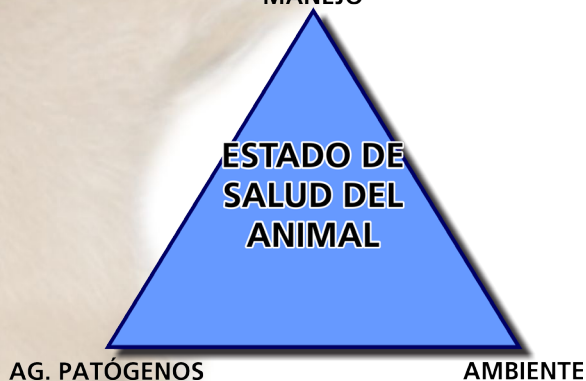 MANEJO
ESTADO DE
SALUD DEL
ANIMAL
AG. PATÓGENOS
AMBIENTE